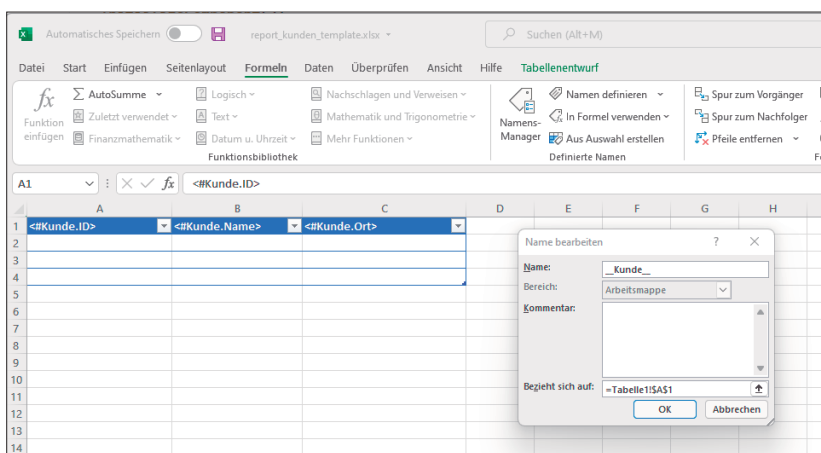 Automatisches Speichern report_kunden_template.xlsx Suchen (Alt+M)
Datei Start Einfügen Seitenlayout Formeln Daten Überprüfen Ansicht Hilfe Tabellenentwurf
fx Funktion einfügen
AutoSumme
Zuletzt verwendet
Finanzmathematik
Logisch
Text
Datum u. Uhrzeit
Nachschlagen und Verweisen
Mathematik und Trigonometrie
Mehr Funktionen
Funktionsbibliothek
Namens-
Manager
Namen definieren
In Formel verwenden
Aus Auswahl erstellen
Definierte Namen
Spur zum Vorgänger
Spur zum Nachfolger
Pfeile entfernen
A1 fx <#Kunde.ID>
A B C D E F G H
1 <#Kunde.ID> <#Kunde.Name> <#Kunde.Ort>
2
3
4
5
6
7
8
9
10
11
12
13
14
Name bearbeiten ? ×
Name: __Kunde__
Bereich: Arbeitsmappe
Kommentar:
Bezieht sich auf: =Tabelle1!$A$1
OK Abbrechen